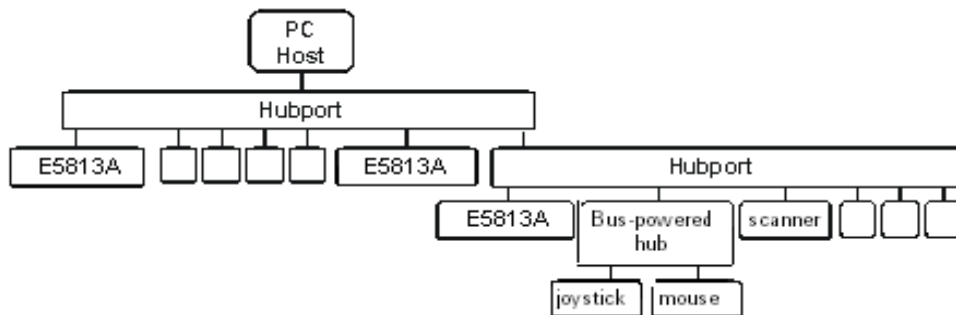 PC
Host
Hubport
E5813A
E5813A
Hubport
E5813A
Bus-powered
hub
scanner
joystick
mouse